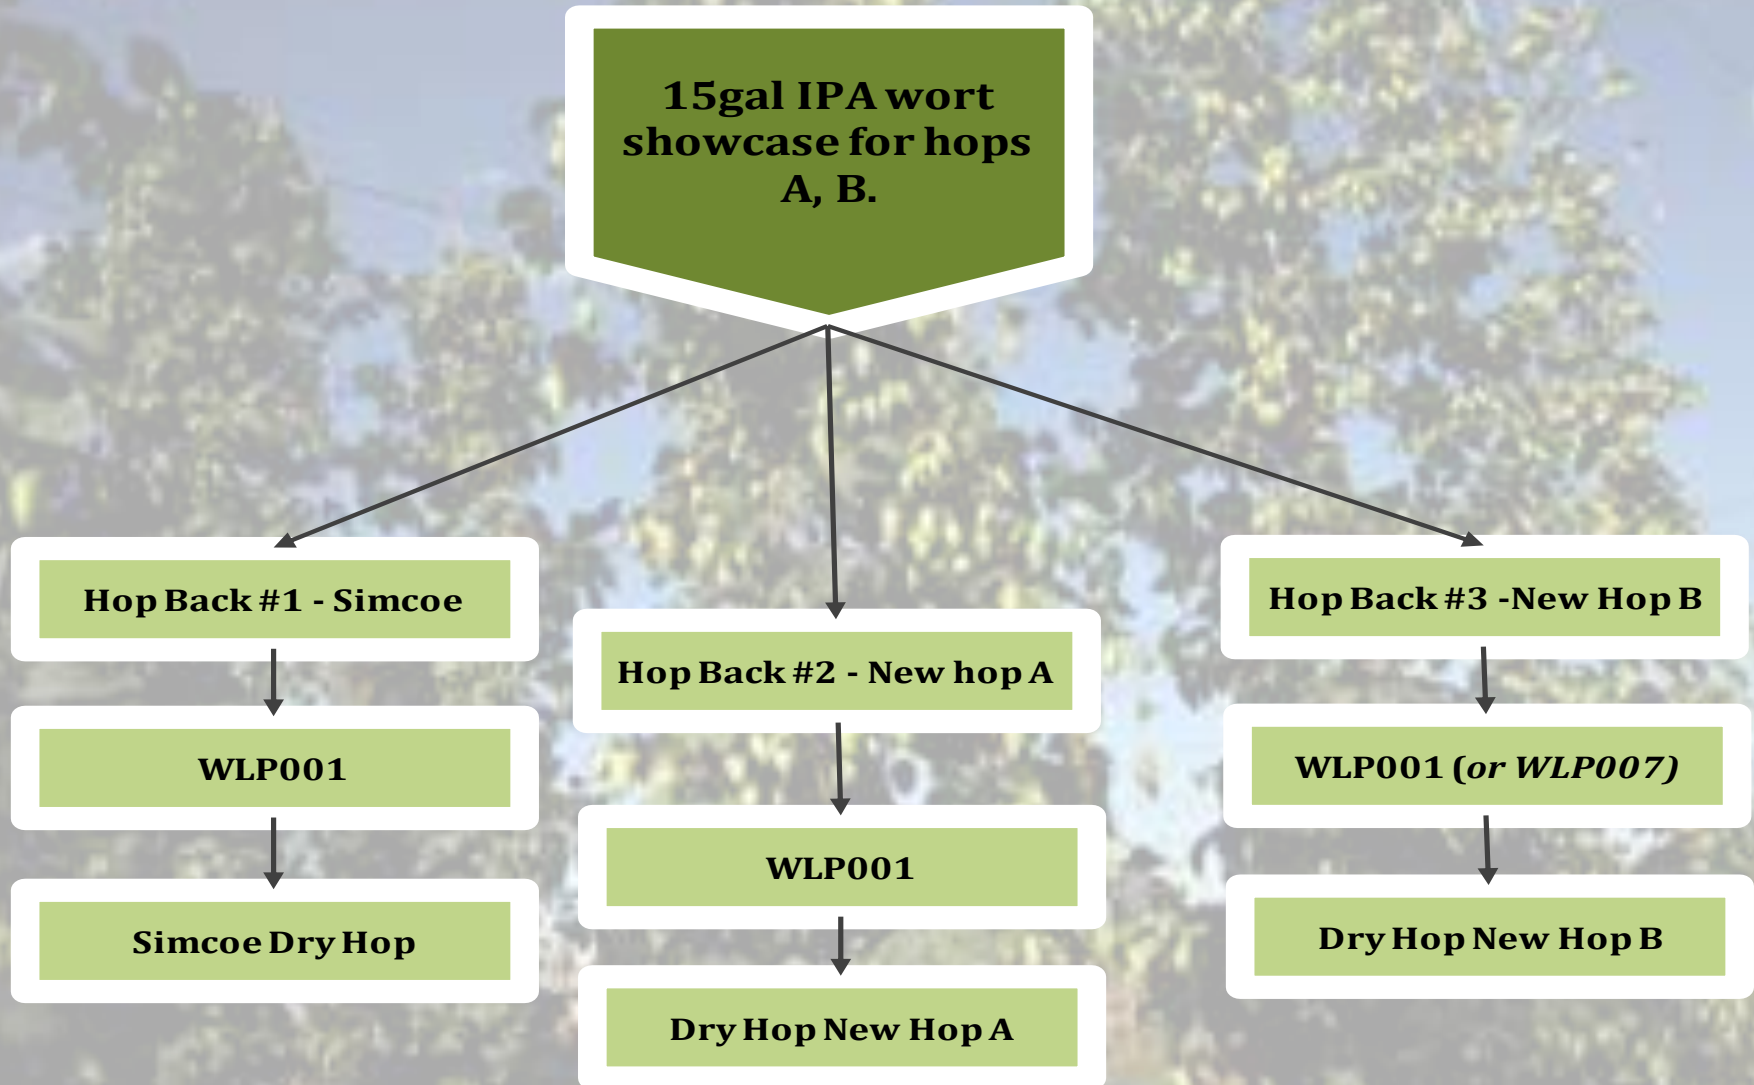 15gal IPA wort
showcase for hops
A, B.
Hop Back #1 - Simcoe
WLP001
Simcoe Dry Hop
Hop Back #2 - New hop A
WLP001
Dry Hop New Hop A
Hop Back #3 -New Hop B
WLP001 (or WLP007)
Dry Hop New Hop B